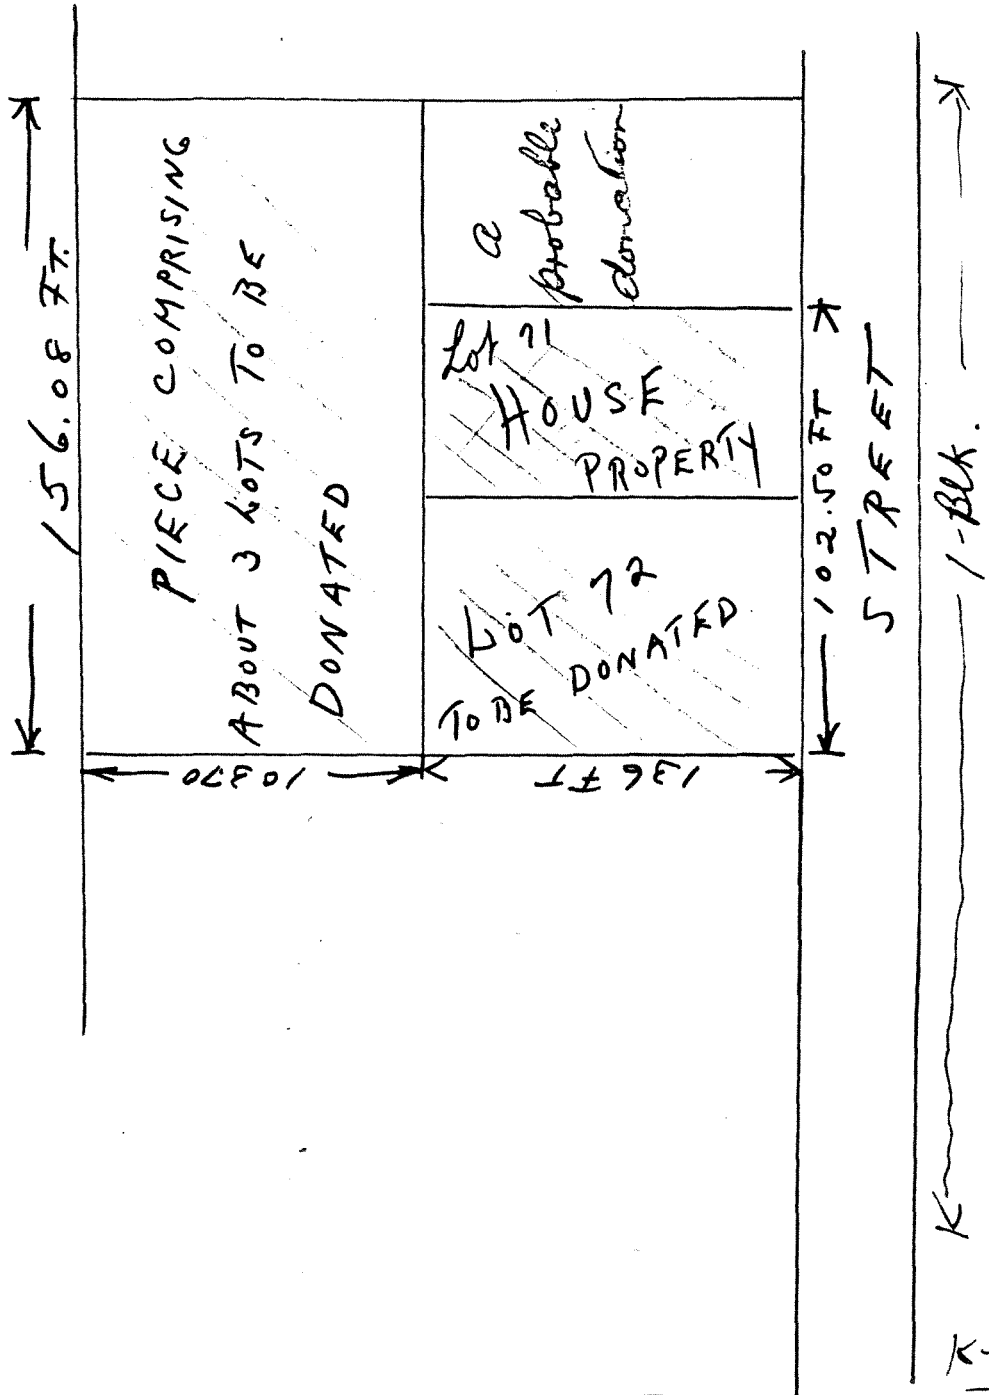 156.08 FT.
PIECE COMPRISING
ABOUT 3 LOTS TO BE
DONATED
10370
136 FT
a
probable
donation
Lot 71
HOUSE
PROPERTY
LOT 72
TO BE DONATED
102.50 FT
STREET
1-Blk.